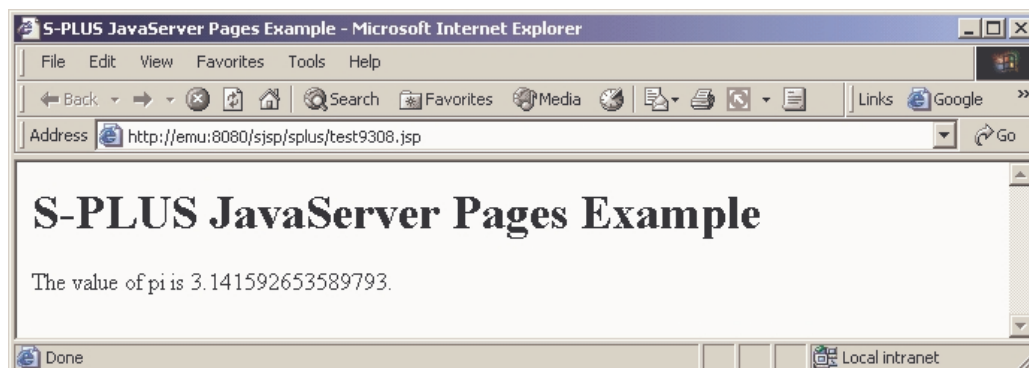 S-PLUS JavaServer Pages Example - Microsoft Internet Explorer
File Edit View Favorites Tools Help
Back Search Favorites Media Links Google »
Address http://emu:8080/sjsp/splus/test9308.jsp Go
S-PLUS JavaServer Pages Example
The value of pi is 3.141592653589793.
Done Local intranet